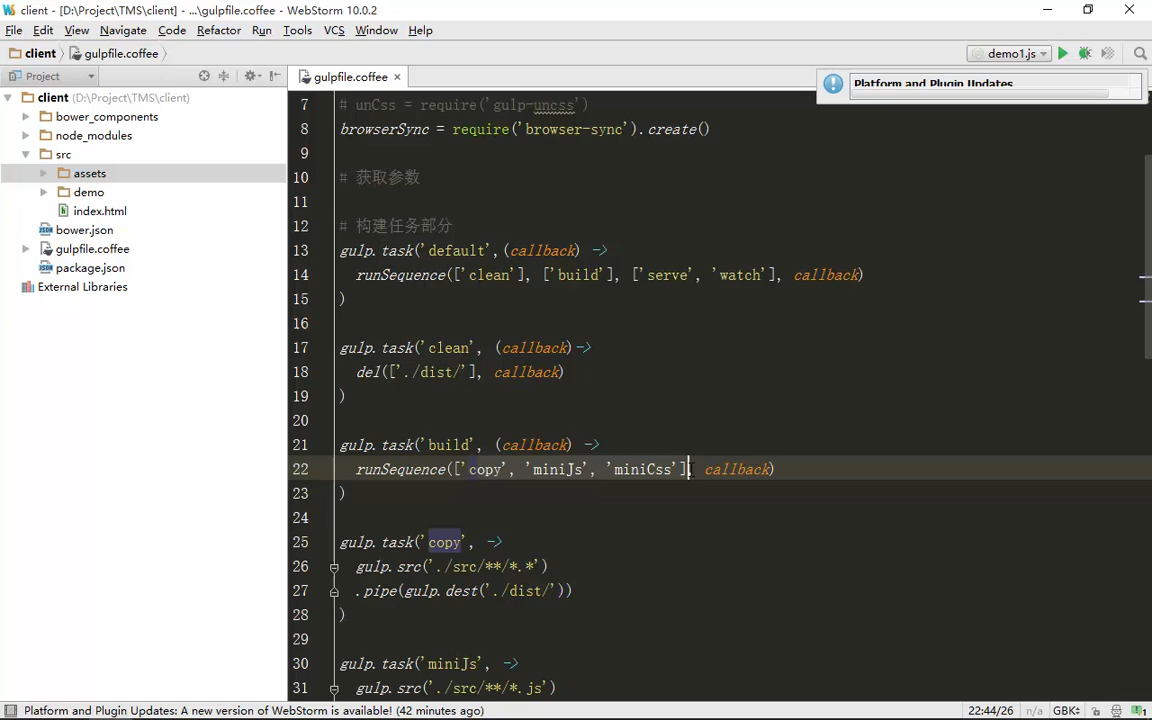 client - [D:\Project\TMS\client] - ...\gulpfile.coffee - WebStorm 10.0.2
File Edit View Navigate Code Refactor Run Tools VCS Window Help
client gulpfile.coffee demo1.js
Project gulpfile.coffee
Platform and Plugin Updates
client (D:\Project\TMS\client)
bower_components
node_modules
src
assets
demo
index.html
bower.json
gulpfile.coffee
package.json
External Libraries
7 # unCss = require('gulp-uncss')
8 browserSync = require('browser-sync').create()
9
10 # 获取参数
11
12 # 构建任务部分
13 gulp.task('default',(callback) ->
14 runSequence(['clean'], ['build'], ['serve', 'watch'], callback)
15 )
16
17 gulp.task('clean', (callback)->
18 del(['./dist/'], callback)
19 )
20
21 gulp.task('build', (callback) ->
22 runSequence(['copy', 'miniJs', 'miniCss'], callback)
23 )
24
25 gulp.task('copy', ->
26 gulp.src('./src/**/*.*')
27 .pipe(gulp.dest('./dist/'))
28 )
29
30 gulp.task('miniJs', ->
31 gulp.src('./src/**/*.js')
Platform and Plugin Updates: A new version of WebStorm is available! (42 minutes ago) 22:44/26 n/a GBK 1